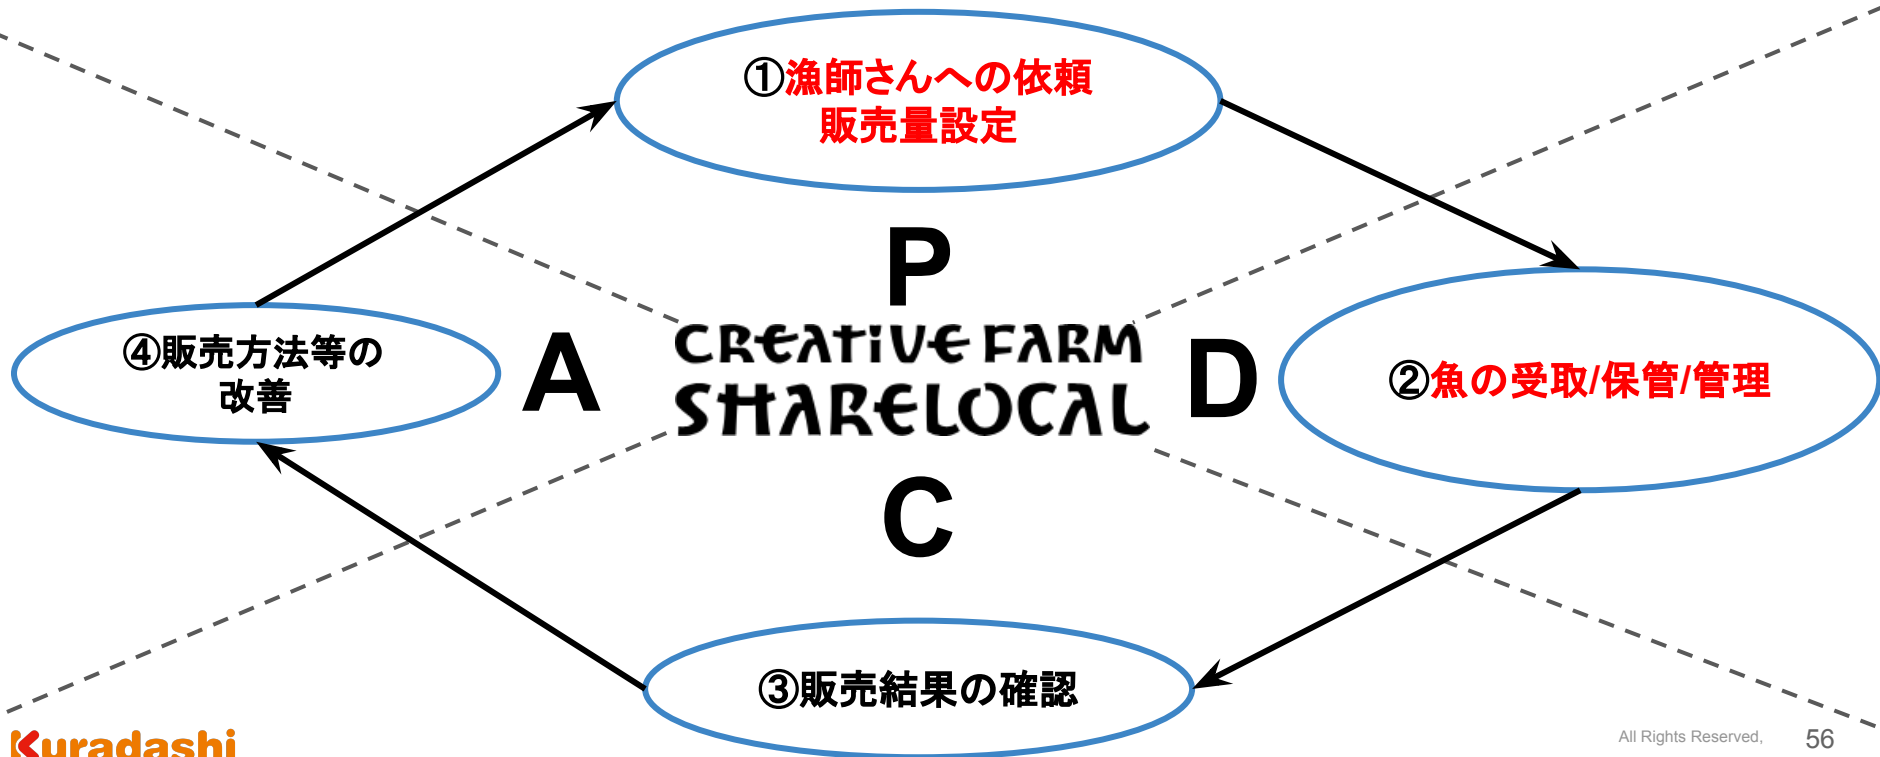 ①漁師さんへの依頼
販売量設定
P
④販売方法等の
改善
A
CREATIVE FARM
SHARELOCAL
D
②魚の受取/保管/管理
C
③販売結果の確認
Kuradashi
All Rights Reserved,
56